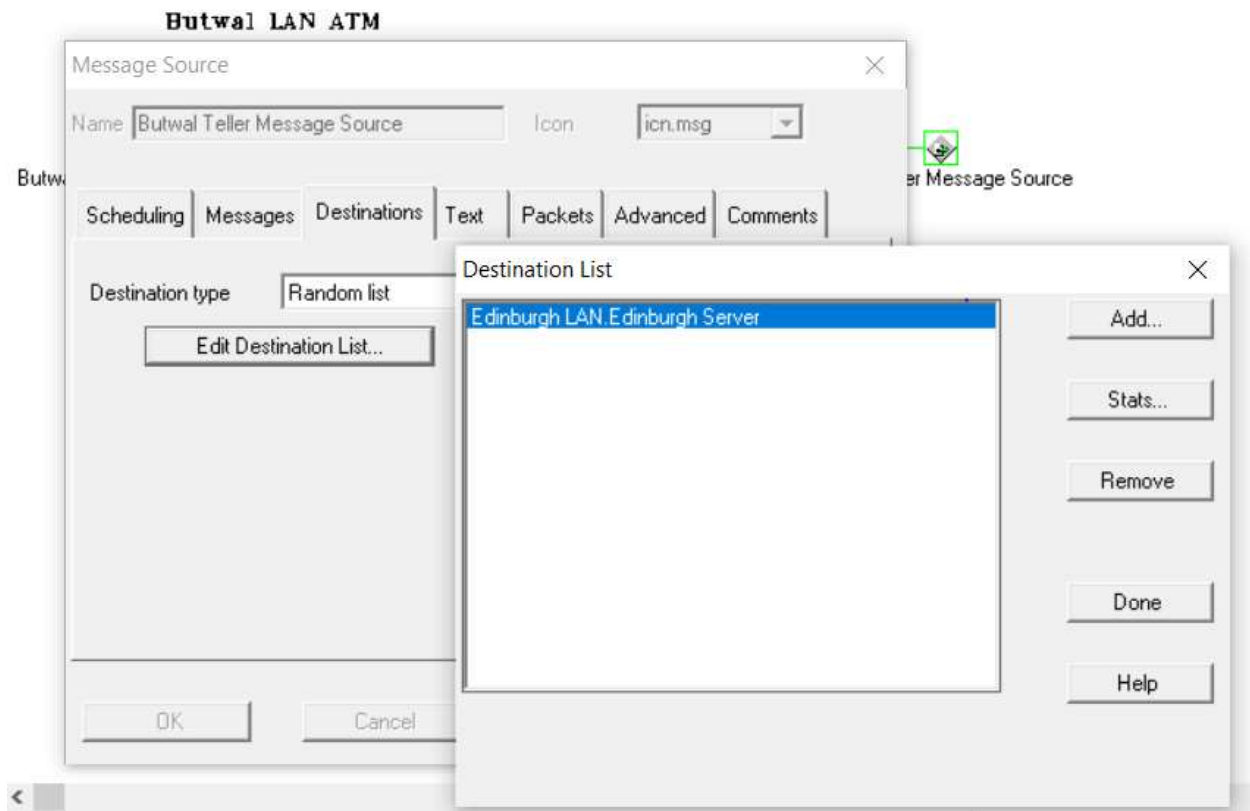 Butwal LAN ATM
Message Source
Name Butwal Teller Message Source Icon icn.msg
Butwa
er Message Source
Scheduling Messages Destinations Text Packets Advanced Comments
Destination List
Destination type Random list
Edinburgh LAN.Edinburgh Server
Add...
Edit Destination List...
Stats...
Remove
Done
Help
OK Cancel